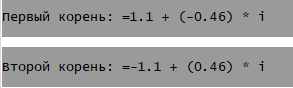 Первый корень: =1.1 + (-0.46) * i
Второй корень: =-1.1 + (0.46) * i